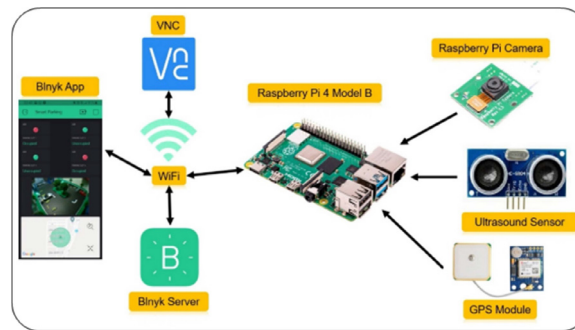 VNC
Blnyk App
Raspberry Pi Camera
Raspberry Pi 4 Model B
WiFi
Ultrasound Sensor
Blnyk Server
GPS Module
B